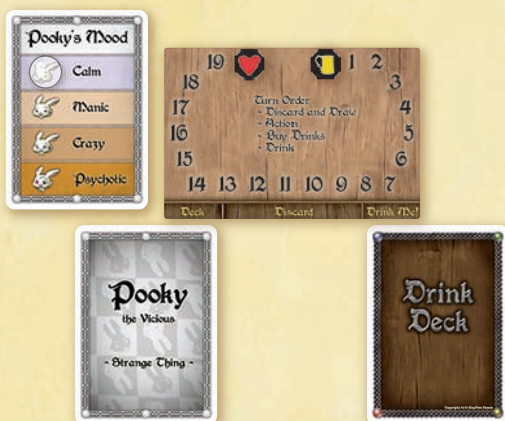 Pooky's Mood
Calm
Manic
Crazy
Psychotic
19
1
2
18
3
17
4
16
5
15
6
14 13 12 11 10 9 8 7
Turn Order
- Discard and Draw
- Action
- Buy Drinks
- Drink
Deck
Discard
Drink Me!
Pooky
the Vicious
- Strange Thing -
Drink
Deck